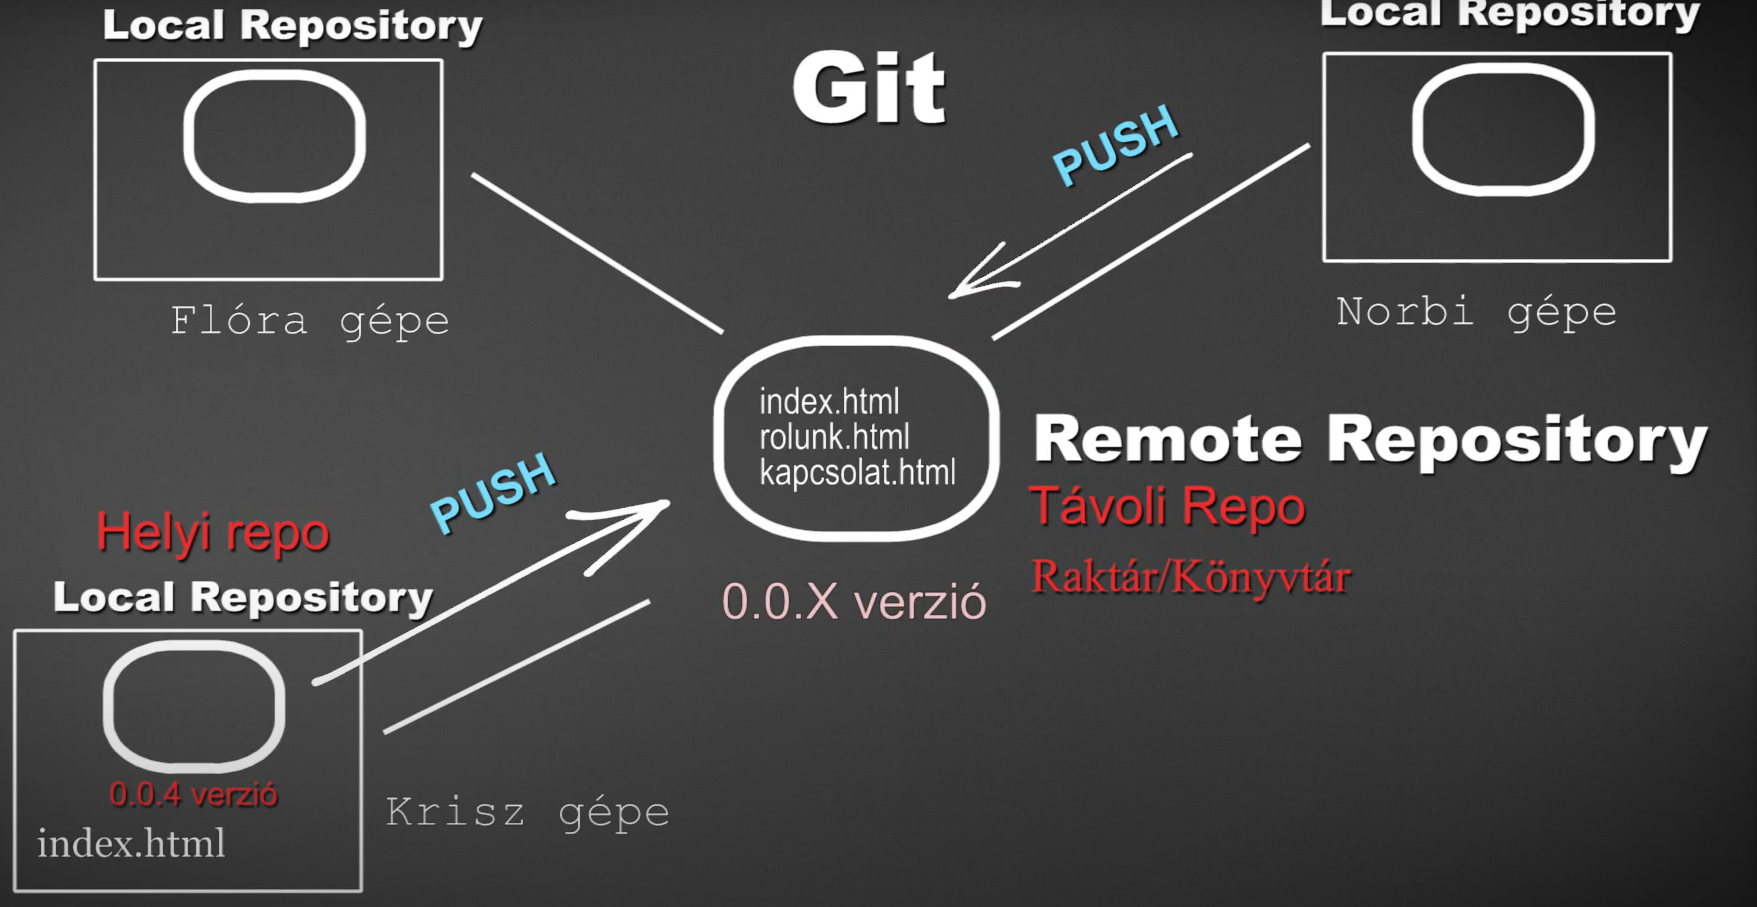 Local Repository
Git
Local Repository
PUSH
Flóra gépe
Norbi gépe
index.html
rolunk.html
kapcsolat.html
Remote Repository
Távoli Repo
Raktár/Könyvtár
0.0.X verzió
PUSH
Helyi repo
Local Repository
0.0.4 verzió
index.html
Krisz gépe